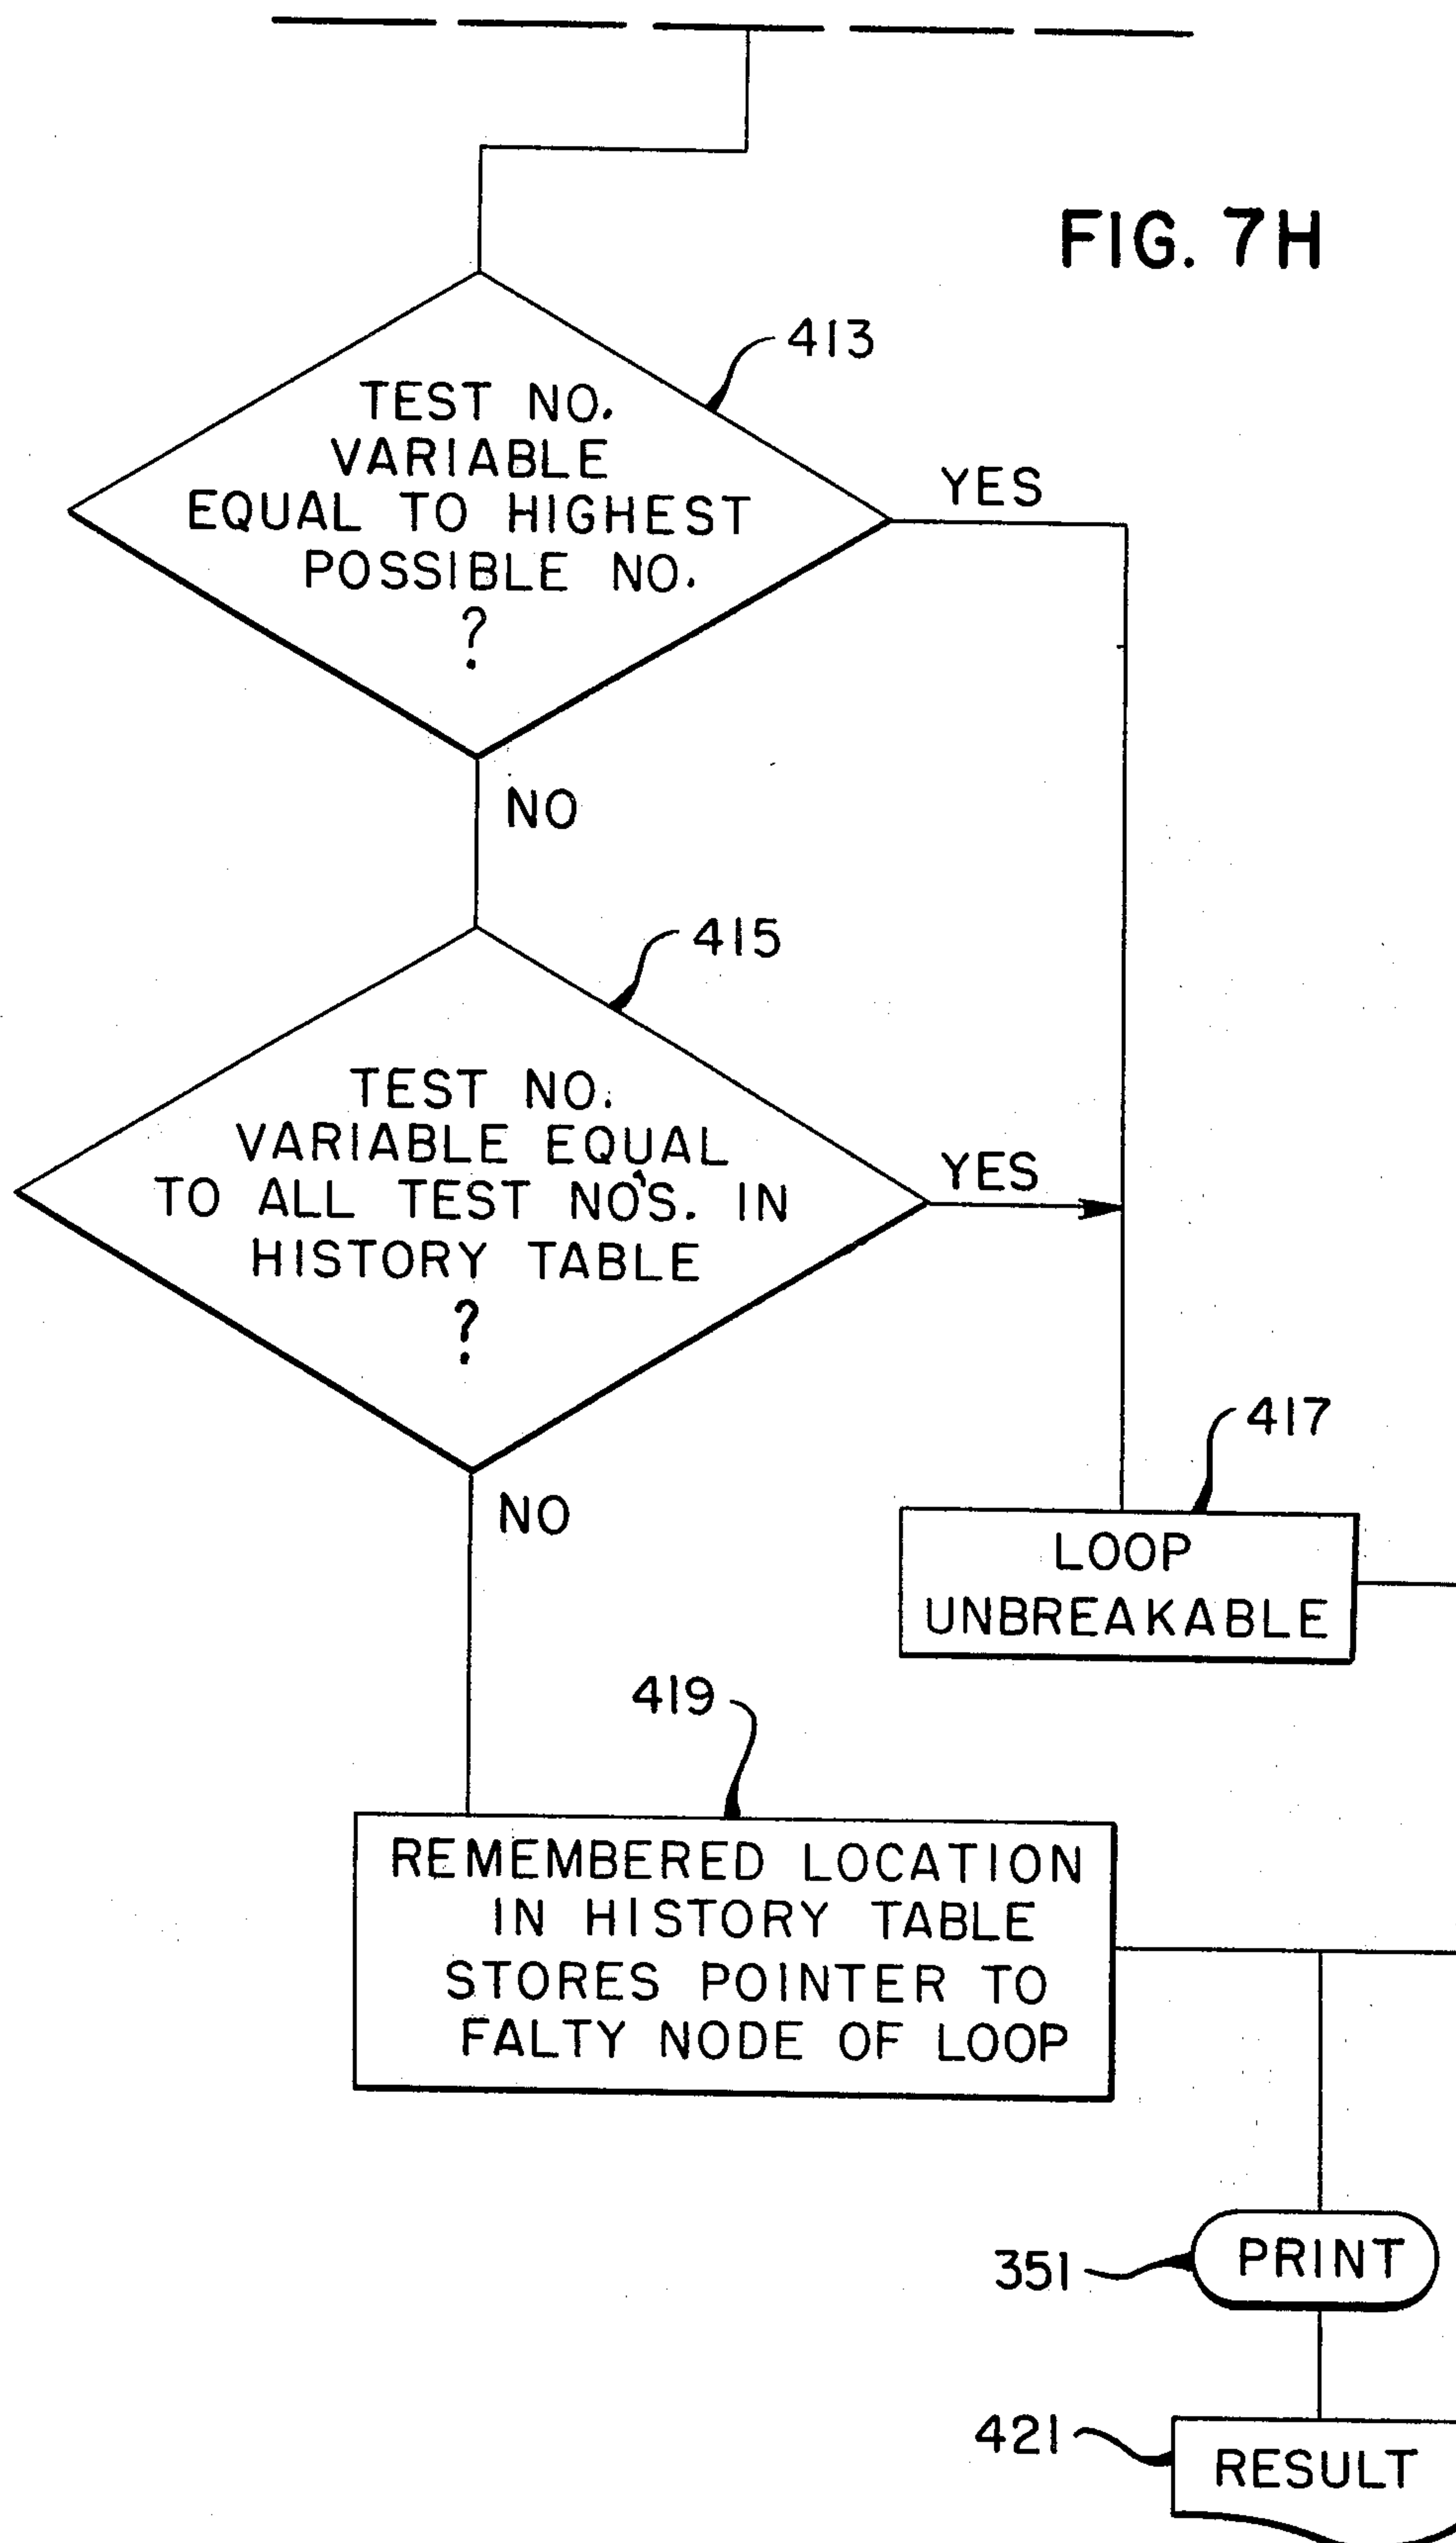 FIG. 7H
413
TEST NO.
VARIABLE
EQUAL TO HIGHEST
POSSIBLE NO.
?
YES
NO
415
TEST NO.
VARIABLE EQUAL
TO ALL TEST NO'S. IN
HISTORY TABLE
?
YES
NO
417
LOOP
UNBREAKABLE
419
REMEMBERED LOCATION
IN HISTORY TABLE
STORES POINTER TO
FALTY NODE OF LOOP
351
PRINT
421
RESULT